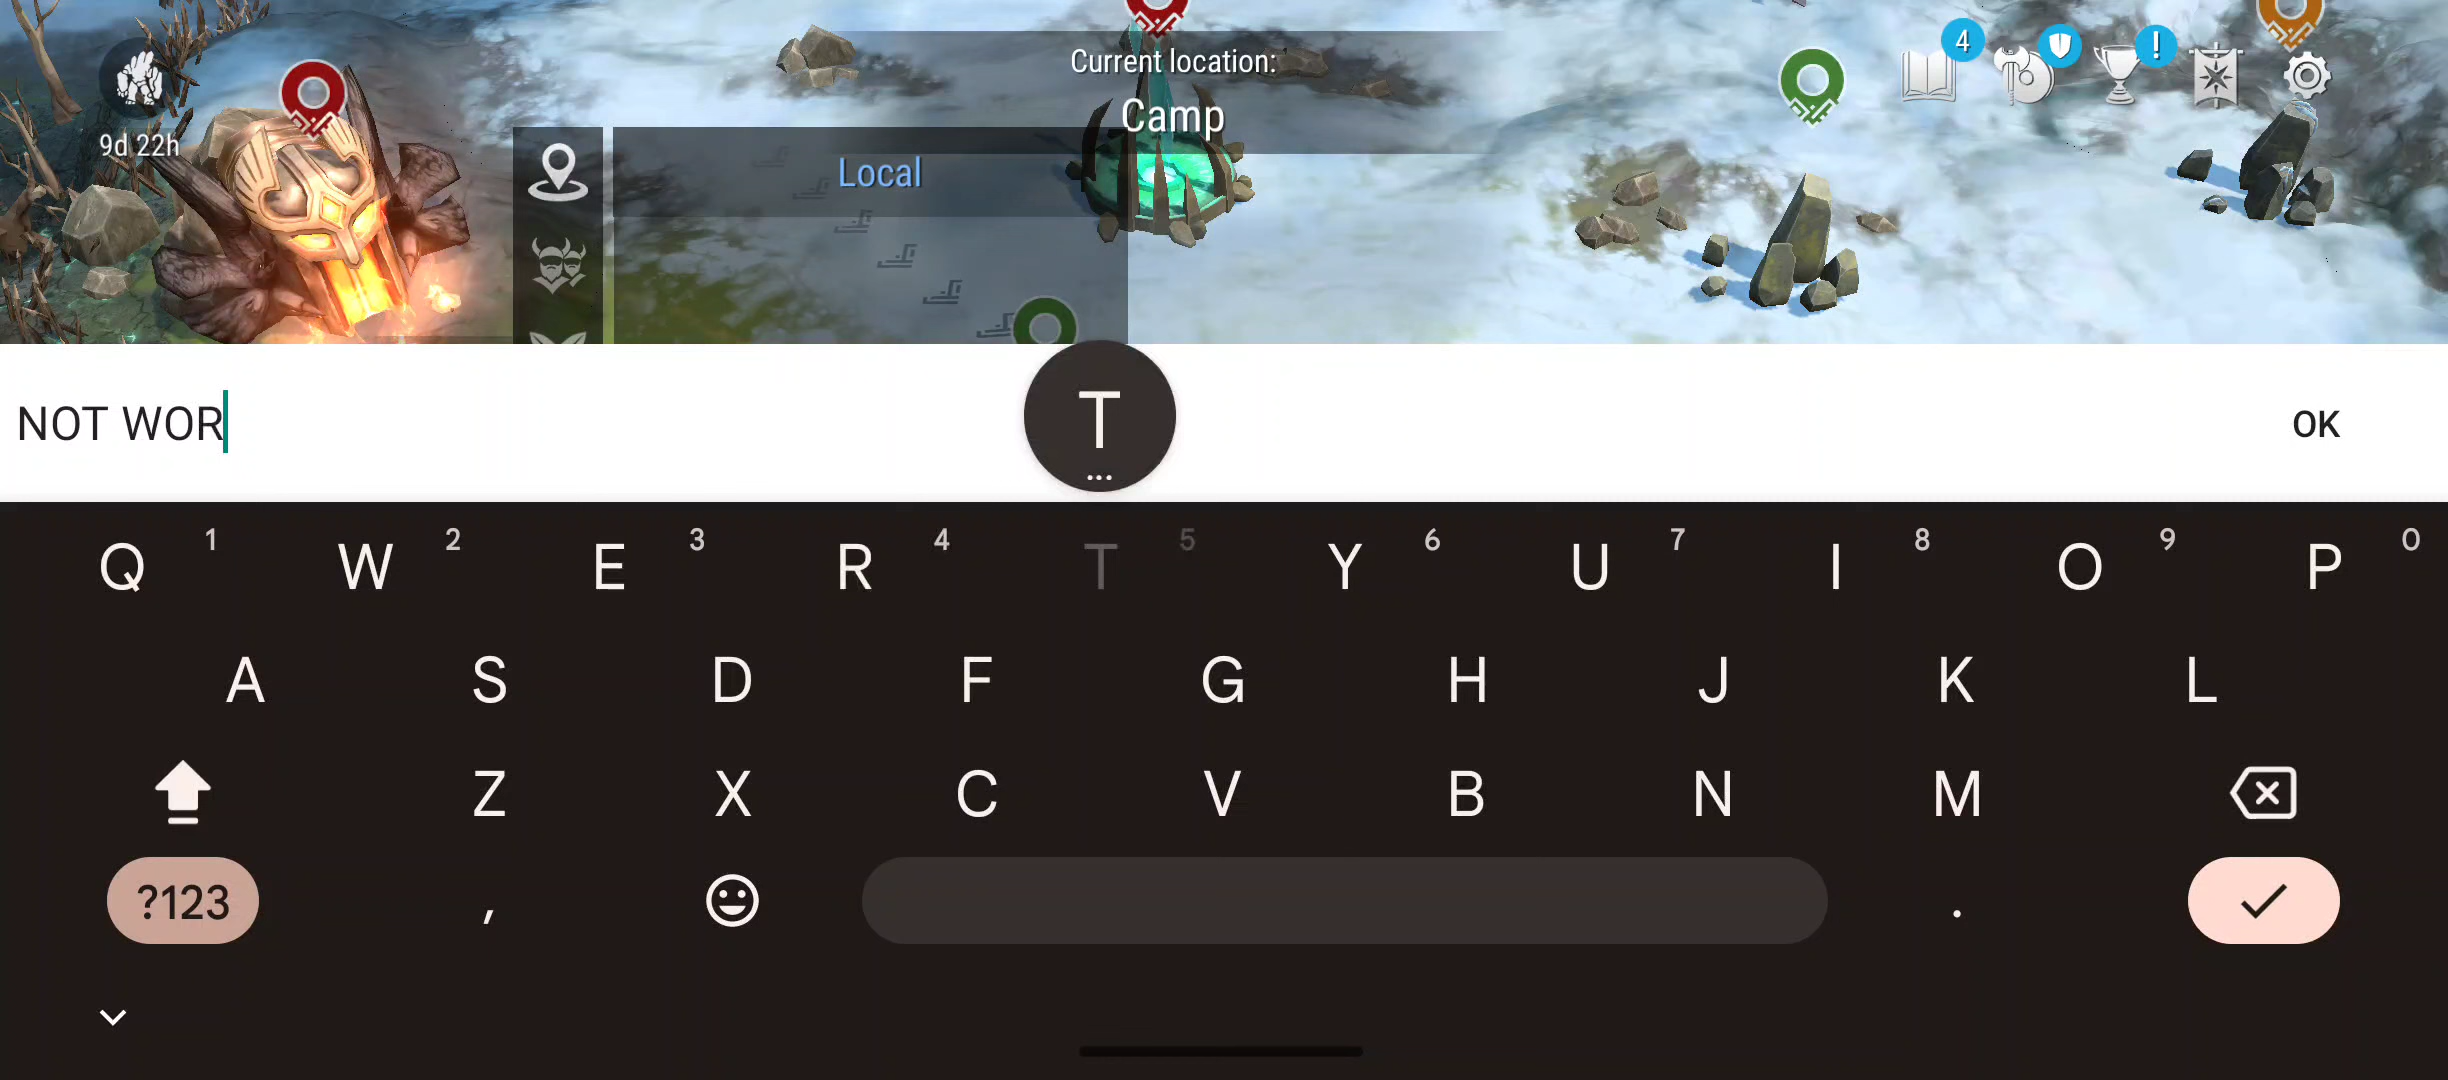 Current location:
Camp
4
!
9d 22h
Local
NOT WOR
T
...
OK
Q 1 W 2 E 3 R 4 T 5 Y 6 U 7 I 8 O 9 P 0
A S D F G H J K L
Z X C V B N M
?123 , .